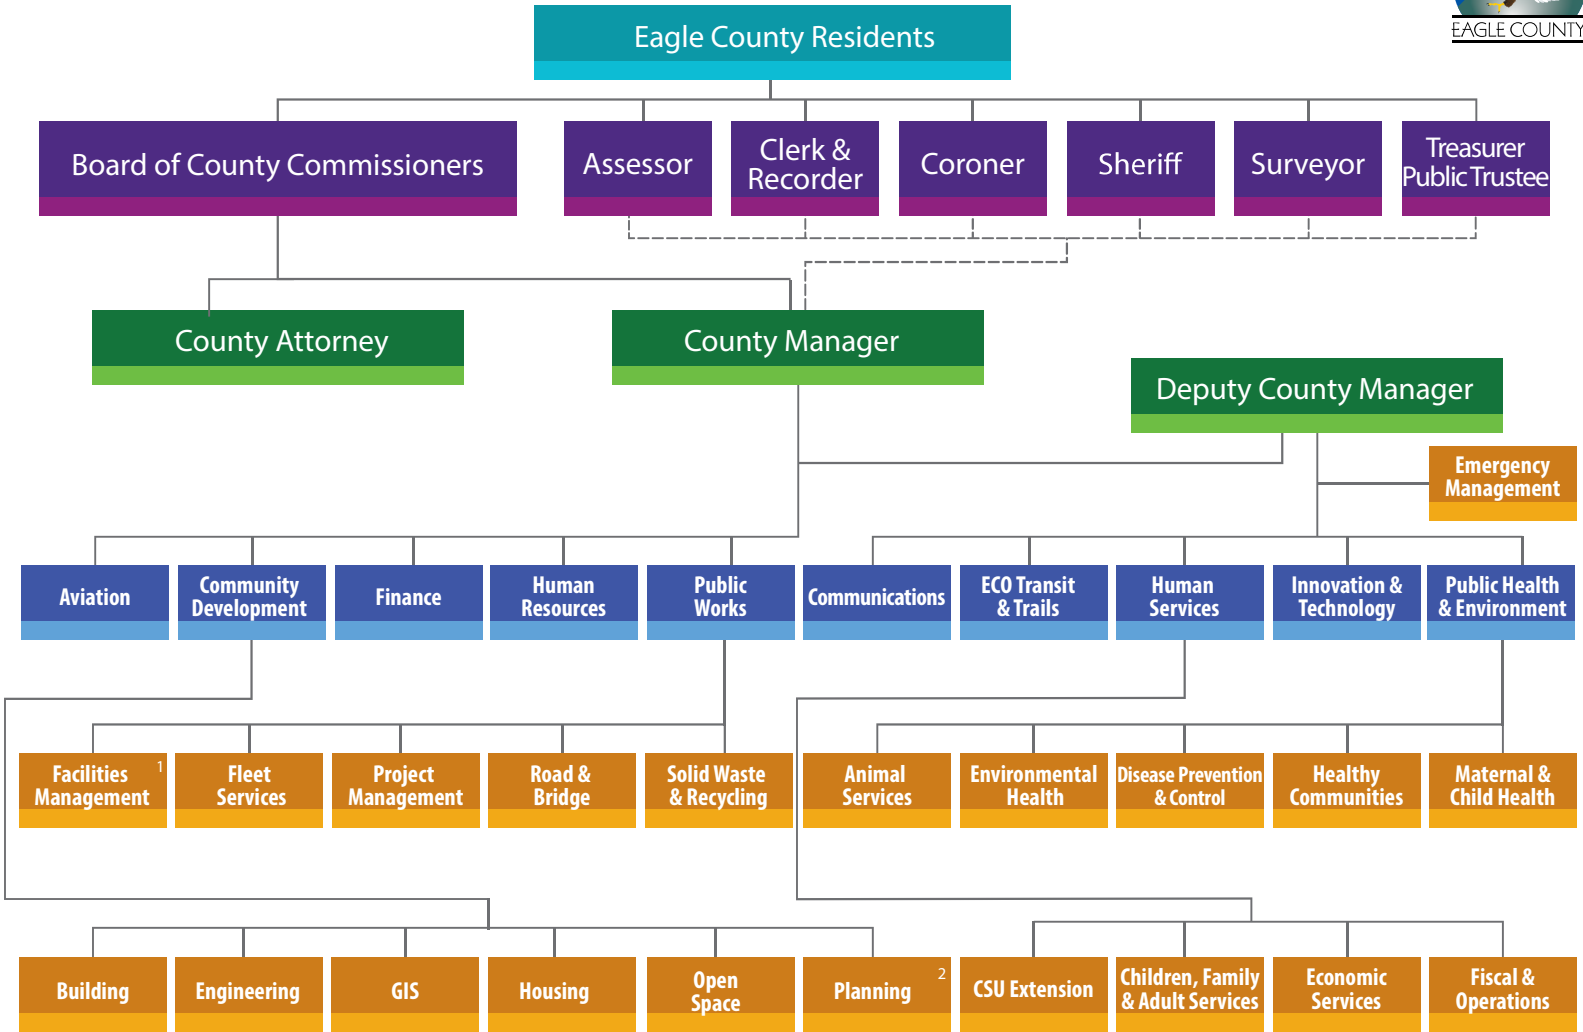 EAGLE COUNTY
Eagle County Residents
Board of County Commissioners
Assessor
Clerk &
Recorder
Coroner
Sheriff
Surveyor
Treasurer
Public Trustee
County Attorney
County Manager
Deputy County Manager
Emergency
Management
Aviation
Community
Development
Finance
Human
Resources
Public
Works
Communications
ECO Transit
& Trails
Human
Services
Innovation &
Technology
Public Health
& Environment
Facilities 1
Management
Fleet
Services
Project
Management
Road &
Bridge
Solid Waste
& Recycling
Animal
Services
Environmental
Health
Disease Prevention
& Control
Healthy
Communities
Maternal &
Child Health
Building
Engineering
GIS
Housing
Open
Space
Planning 2
CSU Extension
Children, Family
& Adult Services
Economic
Services
Fiscal &
Operations